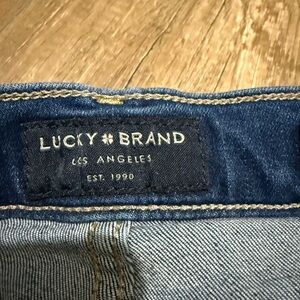 LUCKY BRAND
LOS ANGELES
EST. 1990